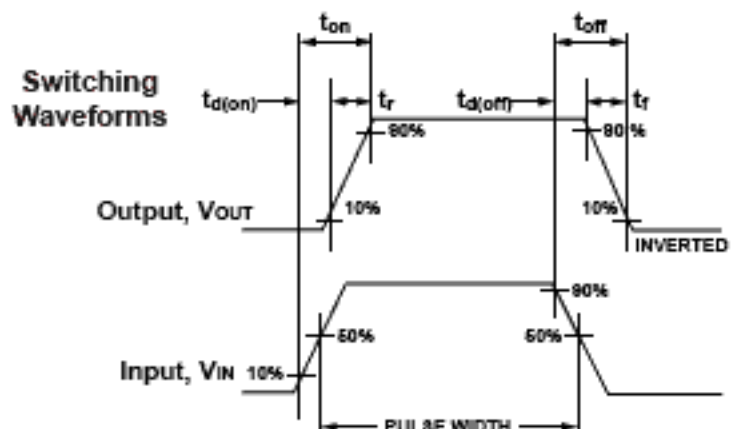 ton
toff
Switching
Waveforms
td(on)
tr
td(off)
tf
90%
90%
Output, VOUT
10%
10%
INVERTED
90%
50%
50%
Input, VIN
10%
PULSE WIDTH